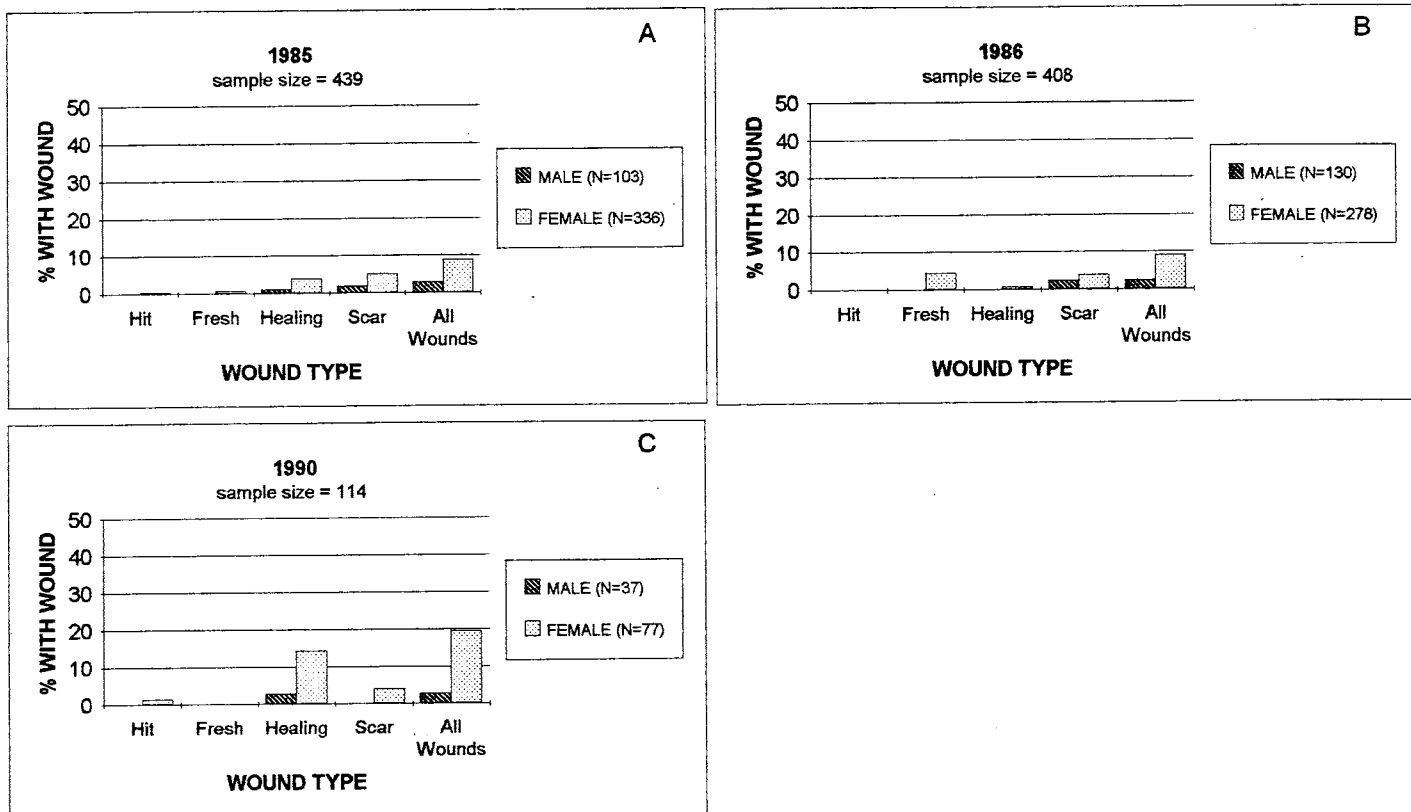 A
1985
sample size = 439
% WITH WOUND
50
40
30
20
10
0
Hit Fresh Healing Scar All Wounds
WOUND TYPE
MALE (N=103)
FEMALE (N=336)
B
1986
sample size = 408
% WITH WOUND
50
40
30
20
10
0
Hit Fresh Healing Scar All Wounds
WOUND TYPE
MALE (N=130)
FEMALE (N=278)
C
1990
sample size = 114
% WITH WOUND
50
40
30
20
10
0
Hit Fresh Healing Scar All Wounds
WOUND TYPE
MALE (N=37)
FEMALE (N=77)